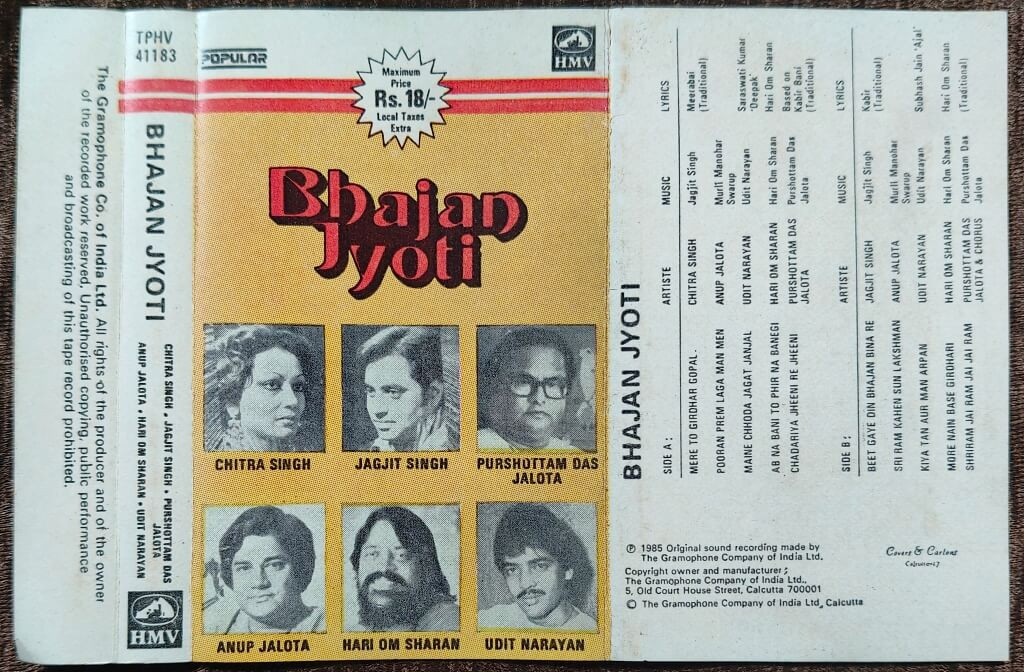 The Gramophone Co. of India Ltd. All rights of the producer and of the owner
of the recorded work reserved. Unauthorised copying, public performance
and broadcasting of this tape record prohibited.
TPHV
41183
BHAJAN JYOTI
CHITRA SINGH • JAGJIT SINGH • PURSHOTTAM DAS
JALOTA
ANUP JALOTA • HARI OM SHARAN • UDIT NARAYAN
HMV
POPULAR
Maximum
Price
Rs. 18/-
Local Taxes
Extra
HMV
Bhajan
Jyoti
CHITRA SINGH
JAGJIT SINGH
PURSHOTTAM DAS
JALOTA
ANUP JALOTA
HARI OM SHARAN
UDIT NARAYAN
BHAJAN JYOTI
SIDE A: ARTISTE MUSIC LYRICS
MERE TO GIRDHAR GOPAL. CHITRA SINGH Jagjit Singh Meerabai
(Traditional)
POORAN PREM LAGA MAN MEN ANUP JALOTA Murli Manohar
Swarup Saraswati Kumar
'Deepak'
MAINE CHHODA JAGAT JANJAL UDIT NARAYAN Udit Narayan
AB NA BANI TO PHIR NA BANEGI HARI OM SHARAN Hari Om Sharan Hari Om Sharan
CHADARIYA JHEENI RE JHEENI PURSHOTTAM DAS
JALOTA Purshottam Das
Jalota Based on
Kabir Bani
(Traditional)
SIDE B: ARTISTE MUSIC LYRICS
BEET GAYE DIN BHAJAN BINA RE JAGJIT SINGH Jagjit Singh Kabir
(Traditional)
SRI RAM KAHEN SUN LAKSHMAN ANUP JALOTA Murli Manohar
Swarup
KIYA TAN AUR MAN ARPAN UDIT NARAYAN Udit Narayan Subhash Jain 'Ajal'
MORE NAIN BASE GIRDHARI HARI OM SHARAN Hari Om Sharan Hari Om Sharan
SHRIRAM JAI RAM JAI JAI RAM PURSHOTTAM DAS
JALOTA & CHORUS Purshottam Das
Jalota (Traditional)
Ⓟ 1985 Original sound recording made by
The Gramophone Company of India Ltd.
Copyright owner and manufacturer;
The Gramophone Company of India Ltd.,
5, Old Court House Street, Calcutta 700001
© The Gramophone Company of India Ltd, Calcutta
Covers & Cartons